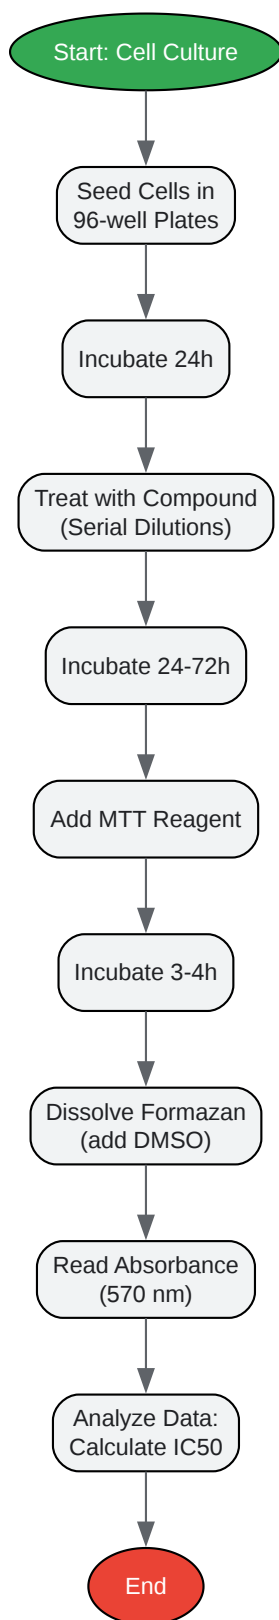 Start: Cell Culture
Seed Cells in
96-well Plates
Incubate 24h
Treat with Compound
(Serial Dilutions)
Incubate 24-72h
Add MTT Reagent
Incubate 3-4h
Dissolve Formazan
(add DMSO)
Read Absorbance
(570 nm)
Analyze Data:
Calculate IC50
End